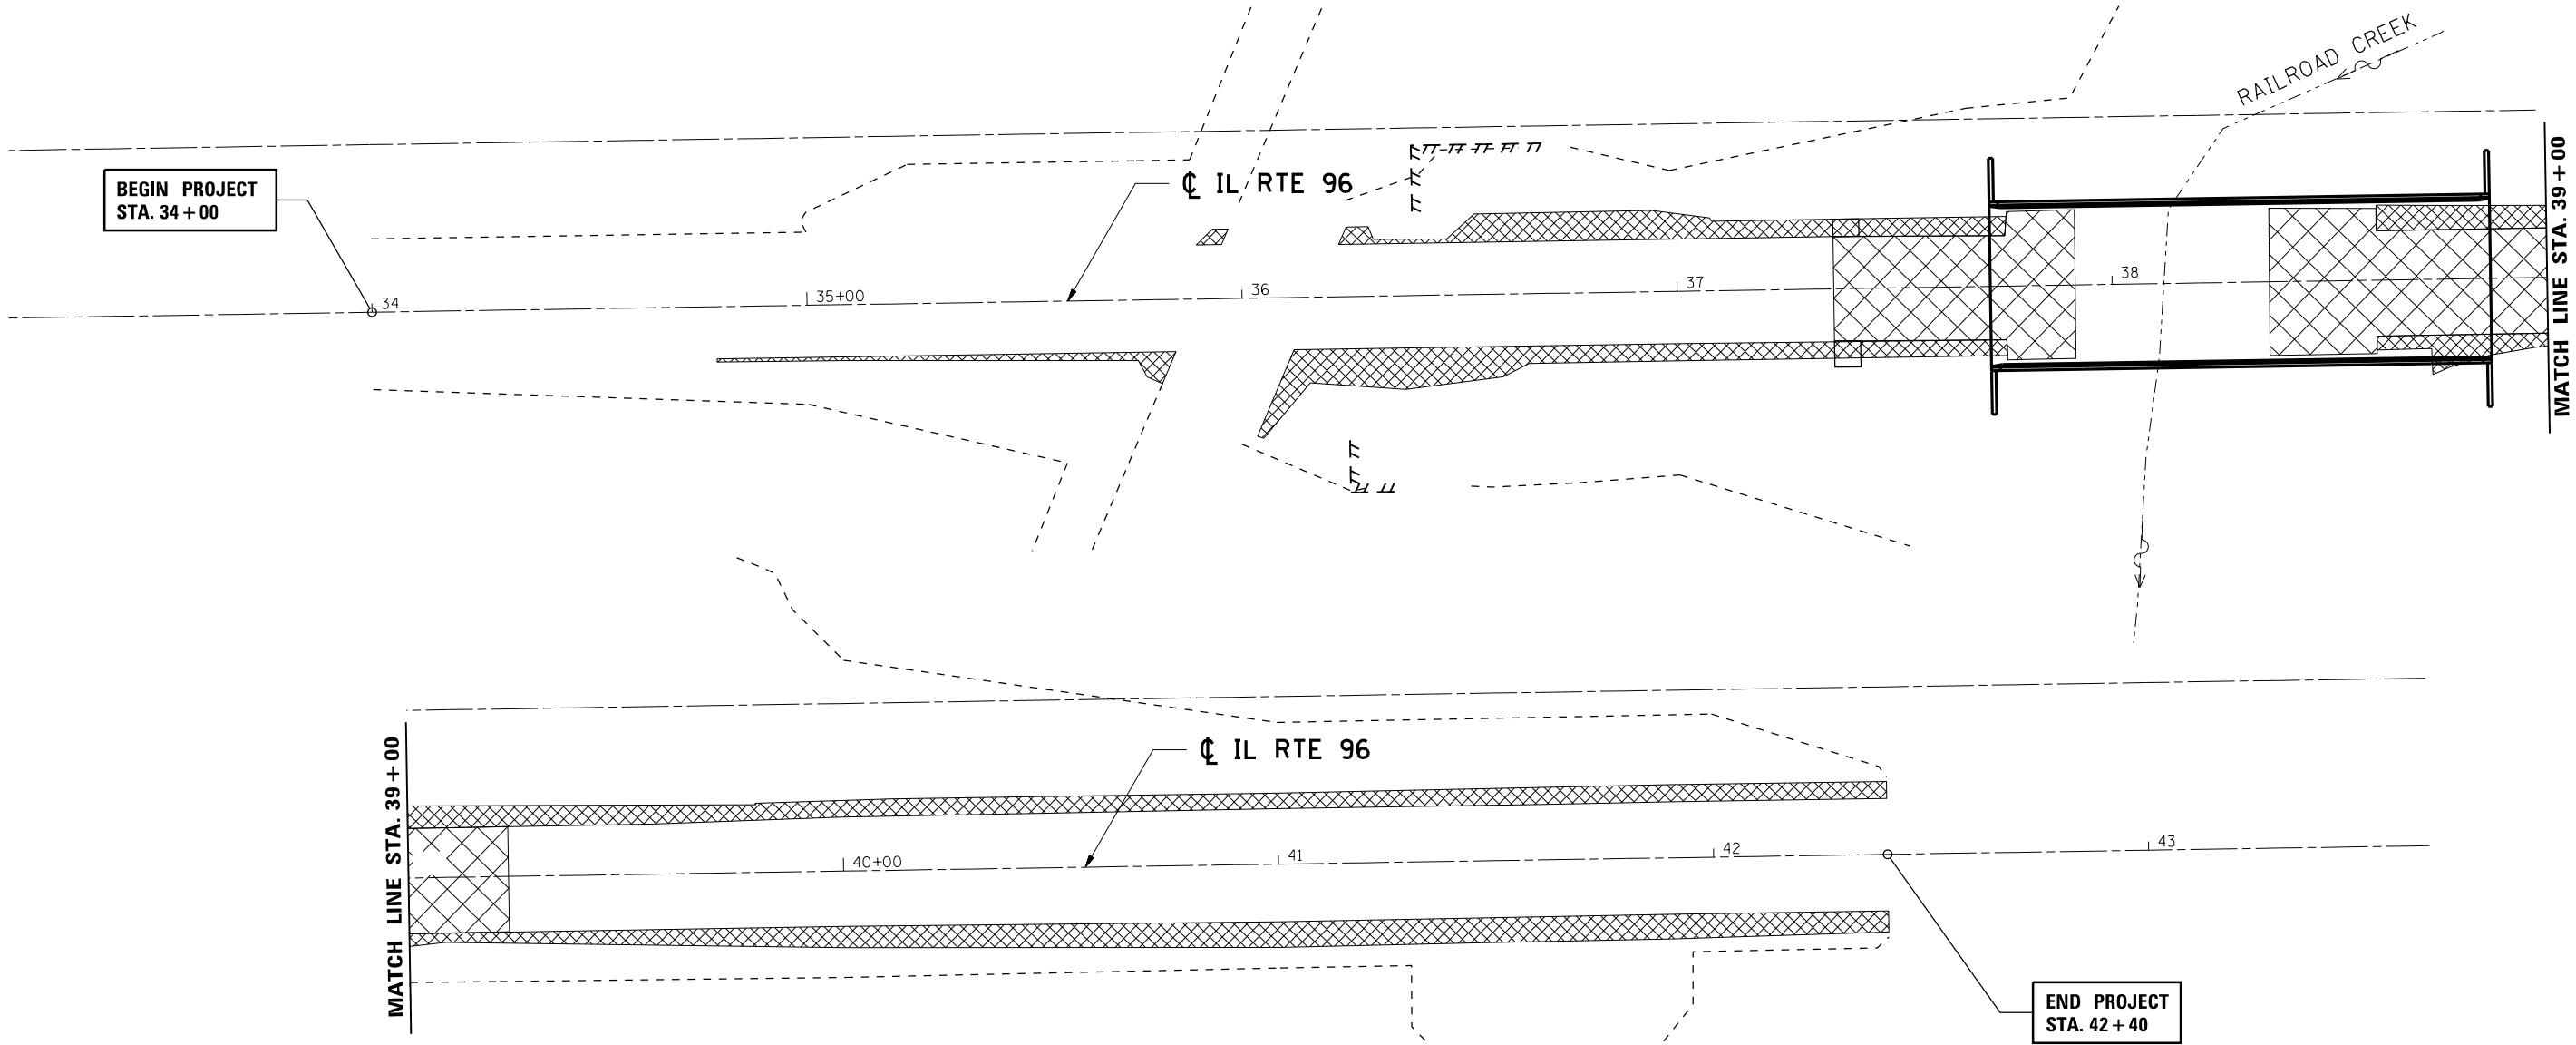 RAILROAD CREEK
BEGIN PROJECT
STA. 34+00
℄ IL RTE 96
34
35+00
36
37
38
MATCH LINE STA. 39+00
MATCH LINE STA. 39+00
℄ IL RTE 96
40+00
41
42
43
END PROJECT
STA. 42+40